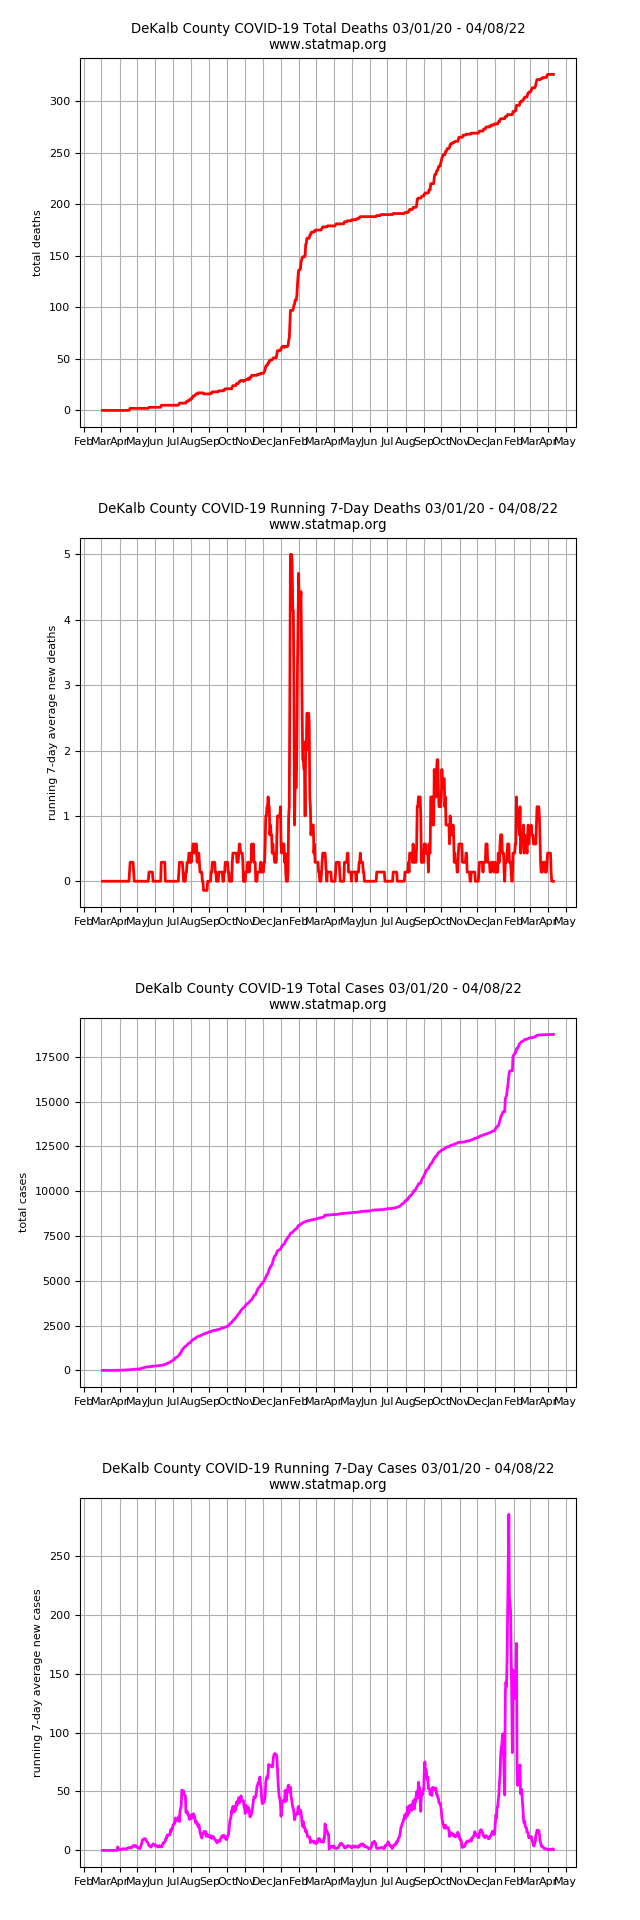 DeKalb County COVID-19 Total Deaths 03/01/20 - 04/08/22
www.statmap.org
total deaths
300
250
200
150
100
50
0
Feb Mar Apr May Jun Jul Aug Sep Oct Nov Dec Jan Feb Mar Apr May Jun Jul Aug Sep Oct Nov Dec Jan Feb Mar Apr May
DeKalb County COVID-19 Running 7-Day Deaths 03/01/20 - 04/08/22
www.statmap.org
running 7-day average new deaths
5
4
3
2
1
0
Feb Mar Apr May Jun Jul Aug Sep Oct Nov Dec Jan Feb Mar Apr May Jun Jul Aug Sep Oct Nov Dec Jan Feb Mar Apr May
DeKalb County COVID-19 Total Cases 03/01/20 - 04/08/22
www.statmap.org
total cases
17500
15000
12500
10000
7500
5000
2500
0
Feb Mar Apr May Jun Jul Aug Sep Oct Nov Dec Jan Feb Mar Apr May Jun Jul Aug Sep Oct Nov Dec Jan Feb Mar Apr May
DeKalb County COVID-19 Running 7-Day Cases 03/01/20 - 04/08/22
www.statmap.org
running 7-day average new cases
250
200
150
100
50
0
Feb Mar Apr May Jun Jul Aug Sep Oct Nov Dec Jan Feb Mar Apr May Jun Jul Aug Sep Oct Nov Dec Jan Feb Mar Apr May